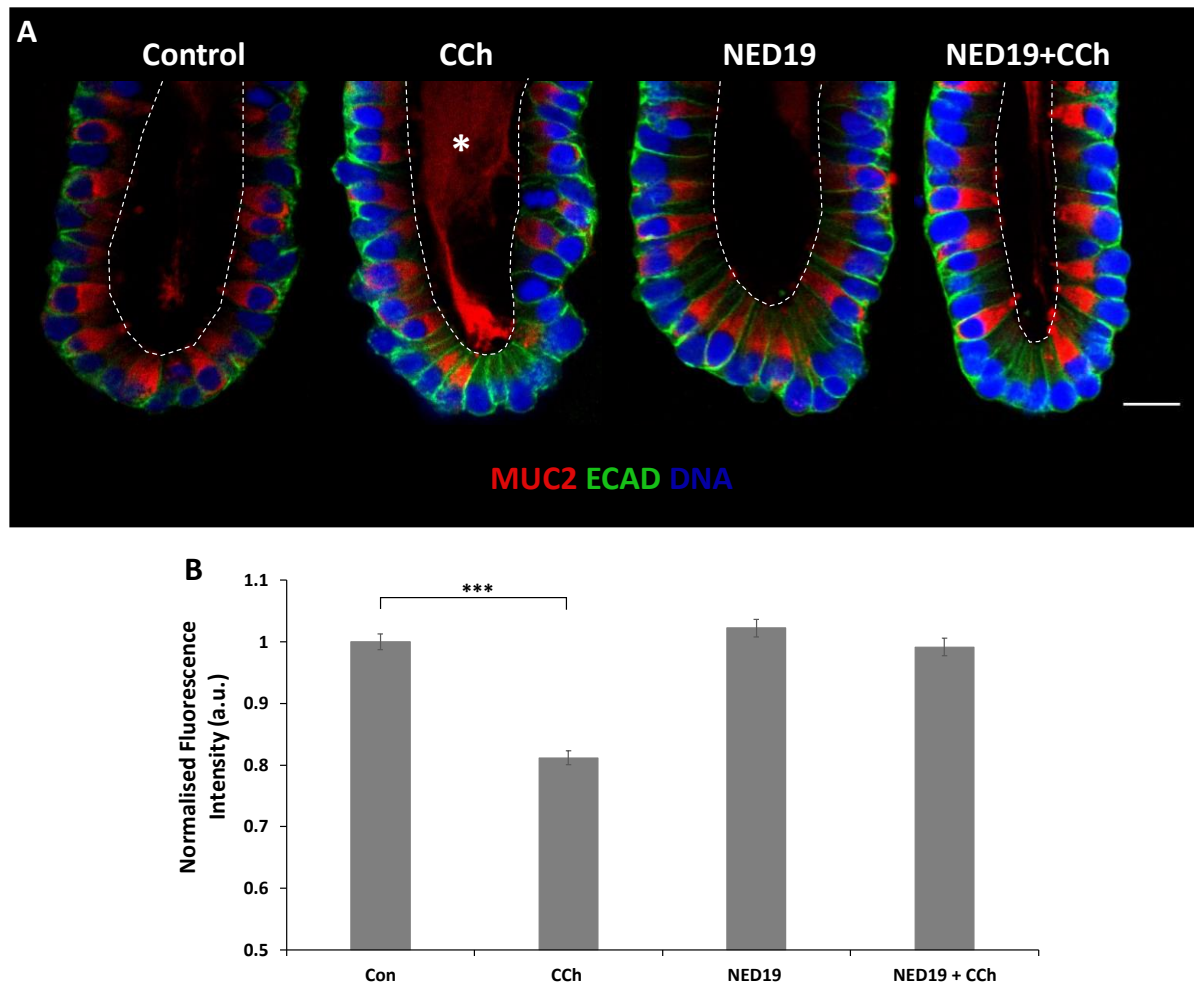 A
Control CCh NED19 NED19+CCh
*
MUC2 ECAD DNA
B
Normalised Fluorescence
Intensity (a.u.)
1.1
1
0.9
0.8
0.7
0.6
0.5
***
Con CCh NED19 NED19 + CCh